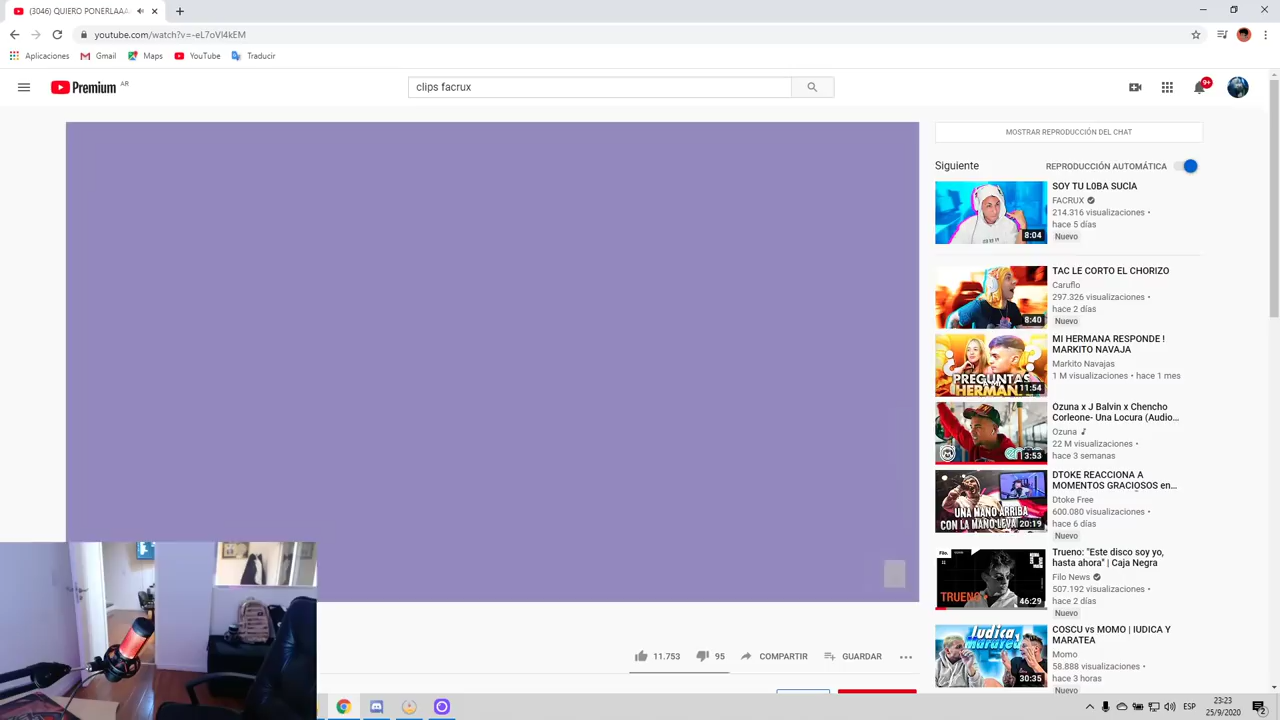 (3046) QUIERO PONERLAAA
youtube.com/watch?v=-eL7oVl4kEM
Aplicaciones
Gmail
Maps
YouTube
Traducir
Premium AR
clips facrux
9+
MOSTRAR REPRODUCCIÓN DEL CHAT
Siguiente
REPRODUCCIÓN AUTOMÁTICA
8:04
SOY TU L0BA SUCIA
FACRUX
214.316 visualizaciones •
hace 5 días
Nuevo
8:40
TAC LE CORTO EL CHORIZO
Caruflo
297.326 visualizaciones •
hace 2 días
Nuevo
PREGUNTAS
HERMAN
11:54
MI HERMANA RESPONDE !
MARKITO NAVAJA
Markito Navajas
1 M visualizaciones • hace 1 mes
3:53
Ozuna x J Balvin x Chencho
Corleone- Una Locura (Audio...
Ozuna
22 M visualizaciones •
hace 3 semanas
UNA MANO ARRIBA
CON LA MANO LEVA
20:19
DTOKE REACCIONA A
MOMENTOS GRACIOSOS en...
Dtoke Free
600.080 visualizaciones •
hace 6 días
Nuevo
Filo.
TRUENO
46:29
Trueno: "Este disco soy yo,
hasta ahora" | Caja Negra
Filo News
507.192 visualizaciones •
hace 2 días
Nuevo
Iudica y
Maratea
30:35
COSCU vs MOMO | IUDICA Y
MARATEA
Momo
58.888 visualizaciones •
hace 3 horas
Nuevo
11.753
95
COMPARTIR
GUARDAR
ESP
23:23
25/9/2020
2